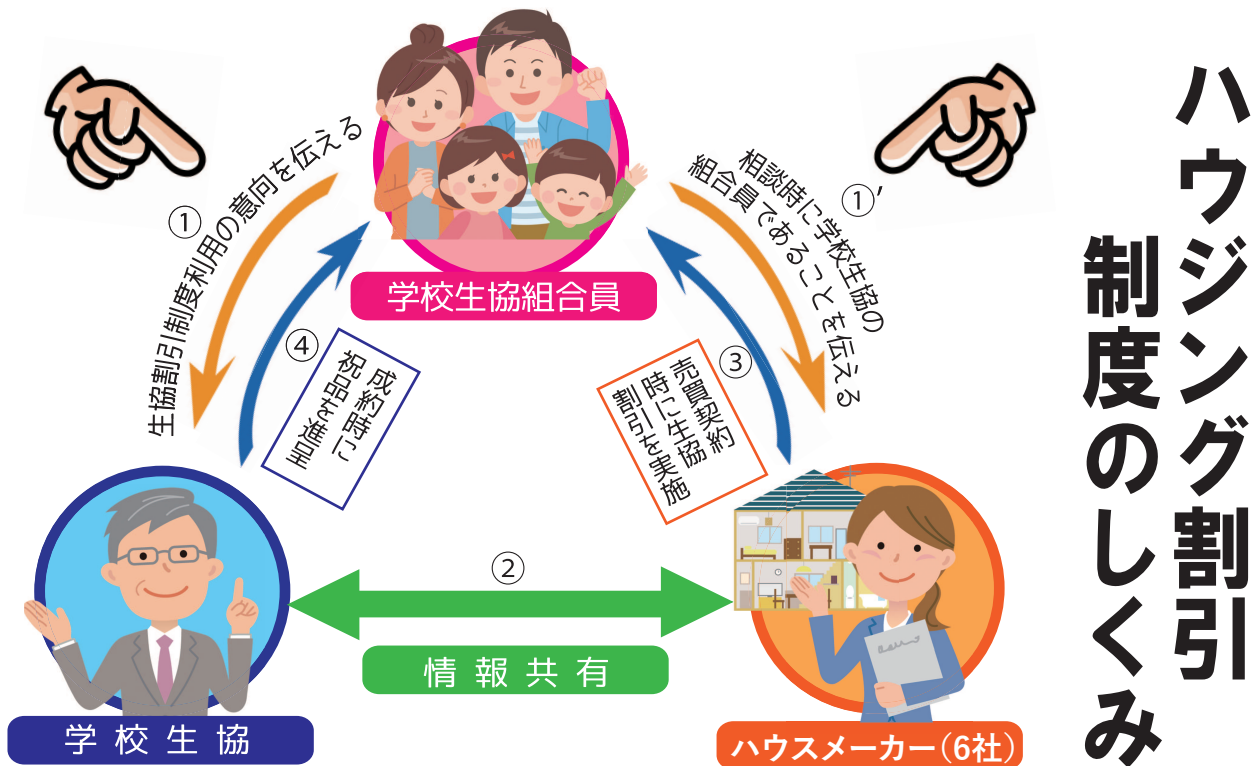 ハウジング割引
制度のしくみ
学校生協組合員
①
生協割引制度利用の意向を伝える
①′
相談時に学校生協の
組合員であることを伝える
④
成約時に
祝品を進呈
③
売買契約
時に生協
割引を実施
②
情報共有
学校生協
ハウスメーカー(6社)